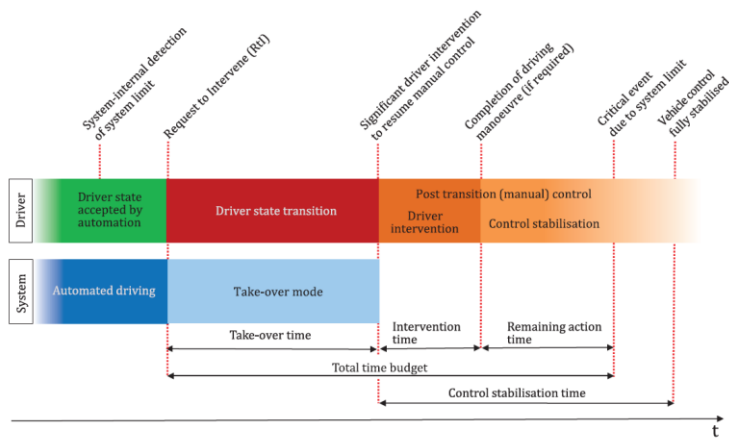 System-internal detection
of system limit
Request to Intervene (RtI)
Significant driver intervention
to resume manual control
Completion of driving
manoeuvre (if required)
Critical event
due to system limit
Vehicle control
fully stabilised
Driver
Driver state
accepted by
automation
Driver state transition
Post transition (manual) control
Driver
intervention
Control stabilisation
System
Automated driving
Take-over mode
Take-over time
Intervention
time
Remaining action
time
Total time budget
Control stabilisation time
t